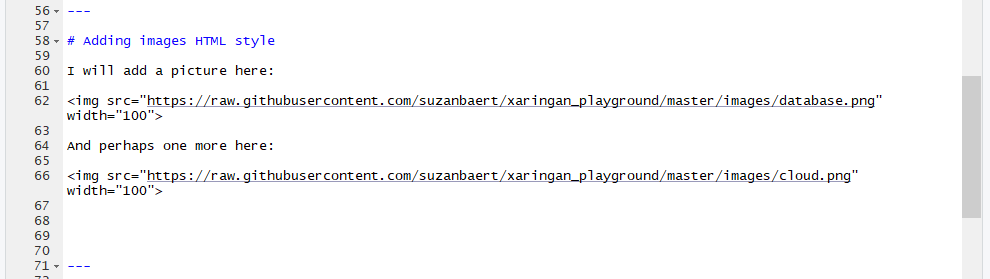 56 ---
57
58 # Adding images HTML style
59
60 I will add a picture here:
61
62 <img src="https://raw.githubusercontent.com/suzanbaert/xaringan_playground/master/images/database.png"
width="100">
63
64 And perhaps one more here:
65
66 <img src="https://raw.githubusercontent.com/suzanbaert/xaringan_playground/master/images/cloud.png"
width="100">
67
68
69
70
71 ---